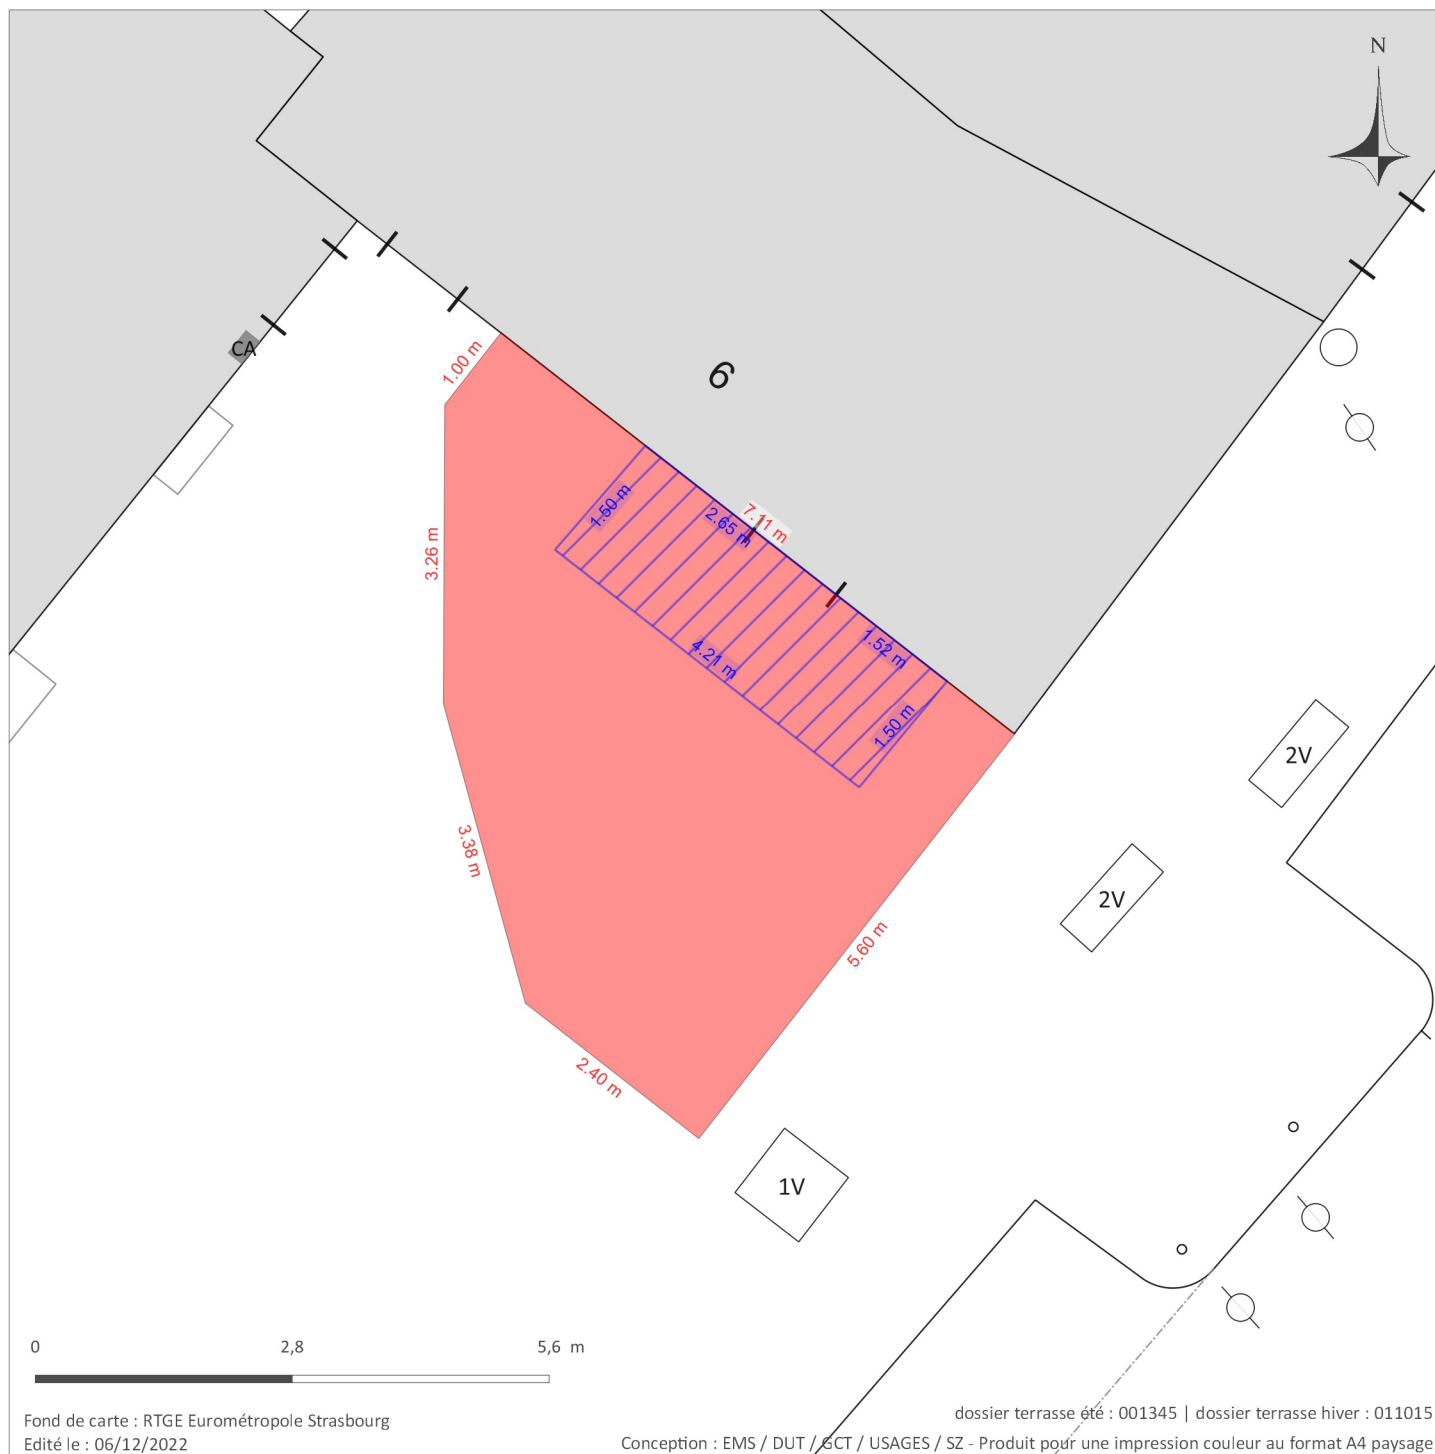 N
CA
6
1.00 m
1.50 m
2.65 m
7.11 m
3.26 m
4.21 m
1.52 m
1.50 m
2V
2V
3.38 m
5.60 m
2.40 m
1V
0 2,8 5,6 m
Fond de carte : RTGE Eurométropole Strasbourg
Edité le : 06/12/2022
dossier terrasse été : 001345 | dossier terrasse hiver : 011015
Conception : EMS / DUT / GCT / USAGES / SZ - Produit pour une impression couleur au format A4 paysage